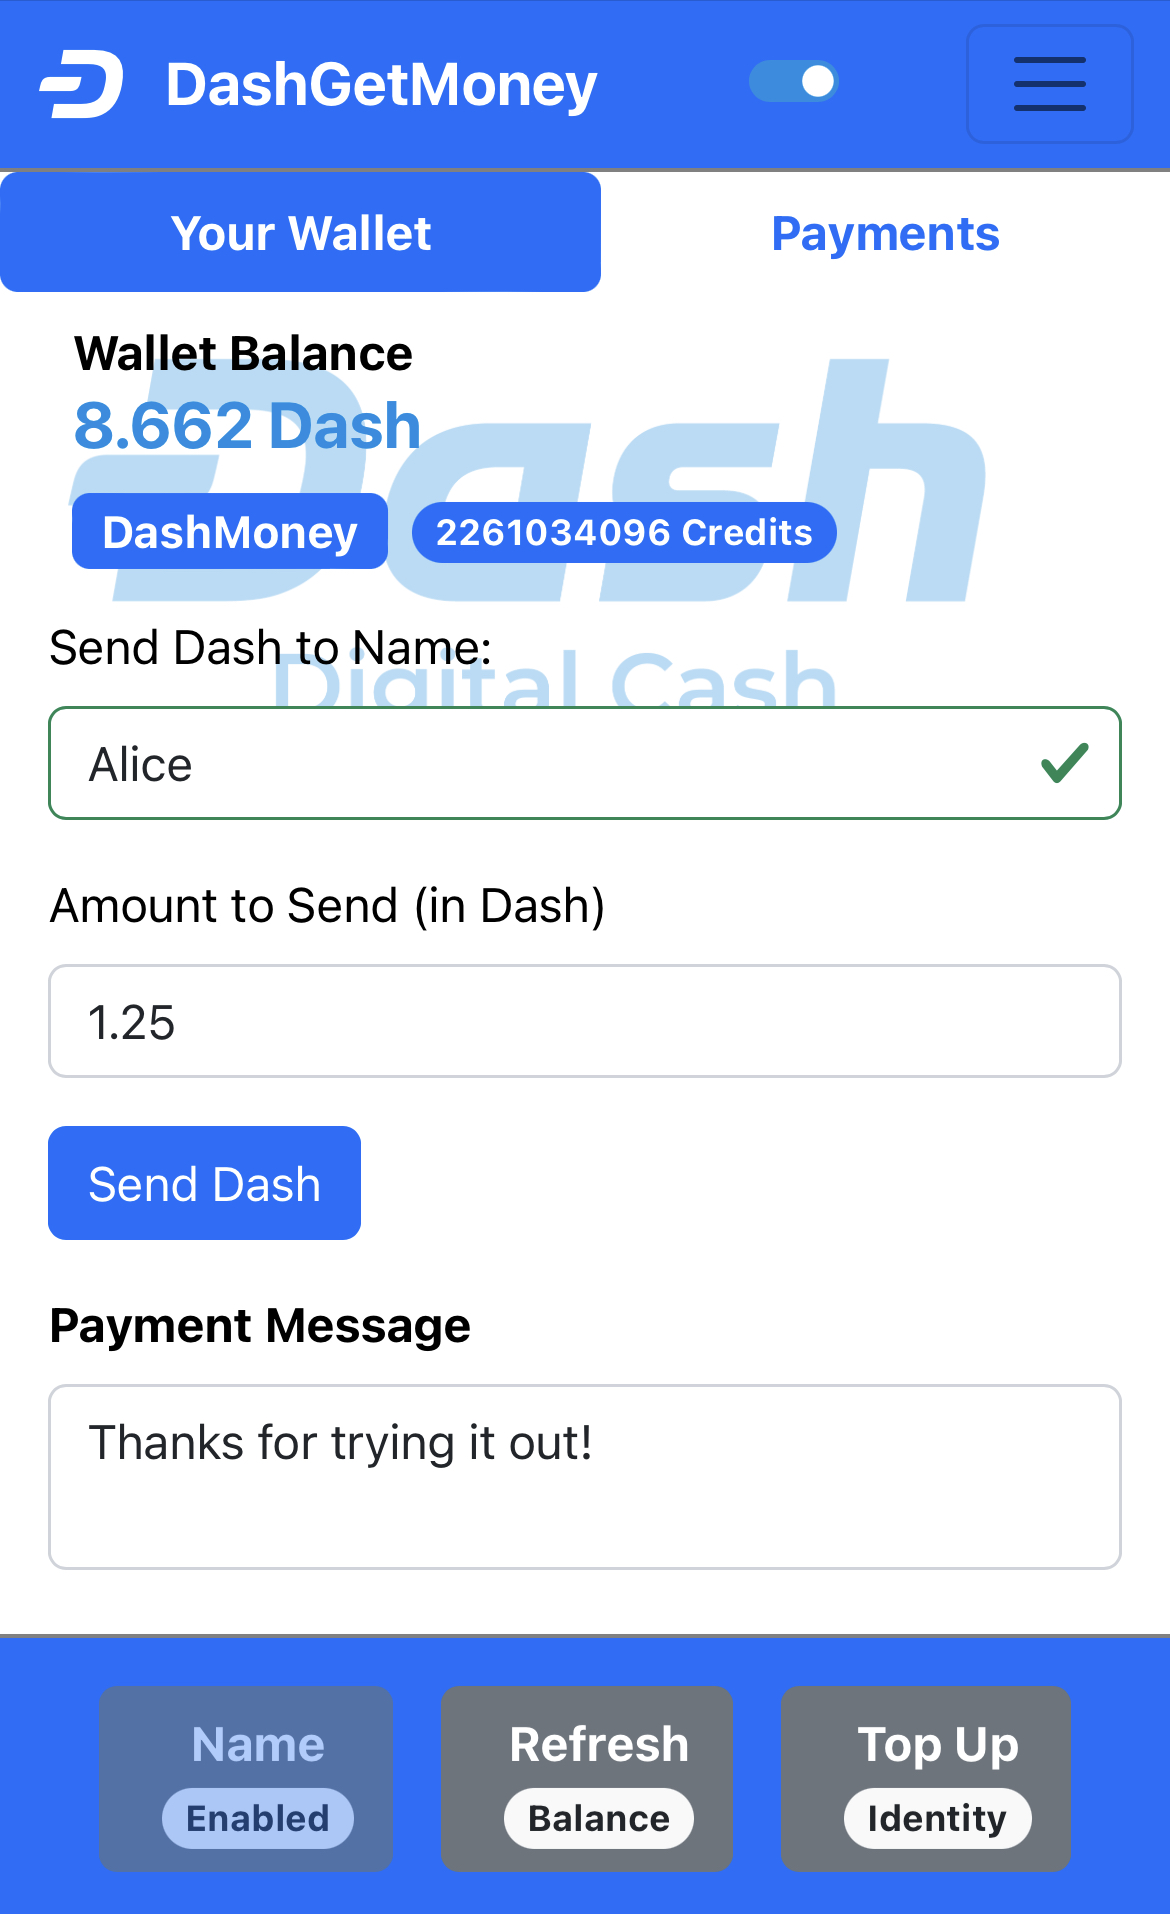 DashGetMoney
Your Wallet
Payments
Wallet Balance
8.662 Dash
Dash
DashMoney
2261034096 Credits
Send Dash to Name:
Digital Cash
Alice
Amount to Send (in Dash)
1.25
Send Dash
Payment Message
Thanks for trying it out!
Name
Enabled
Refresh
Balance
Top Up
Identity